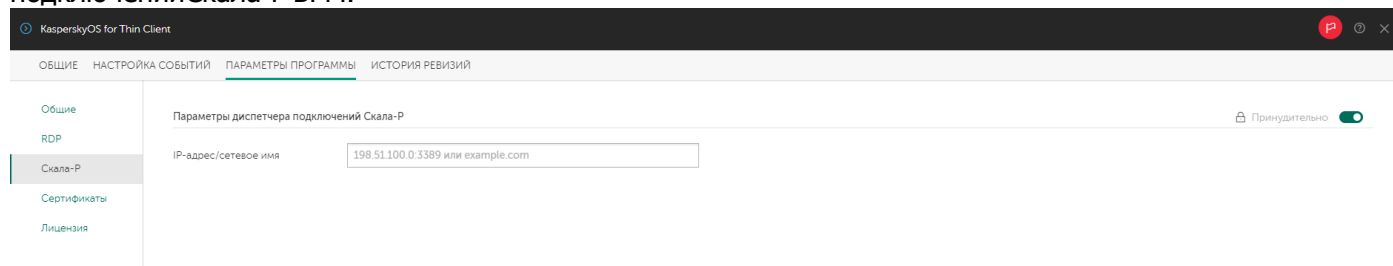 KasperskyOS for Thin Client
ОБЩИЕ НАСТРОЙКА СОБЫТИЙ ПАРАМЕТРЫ ПРОГРАММЫ ИСТОРИЯ РЕВИЗИЙ
Общие
RDP
Скала-Р
Сертификаты
Лицензия
Параметры диспетчера подключений Скала-Р
Принудительно
IP-адрес/сетевое имя
198.51.100.0:3389 или example.com